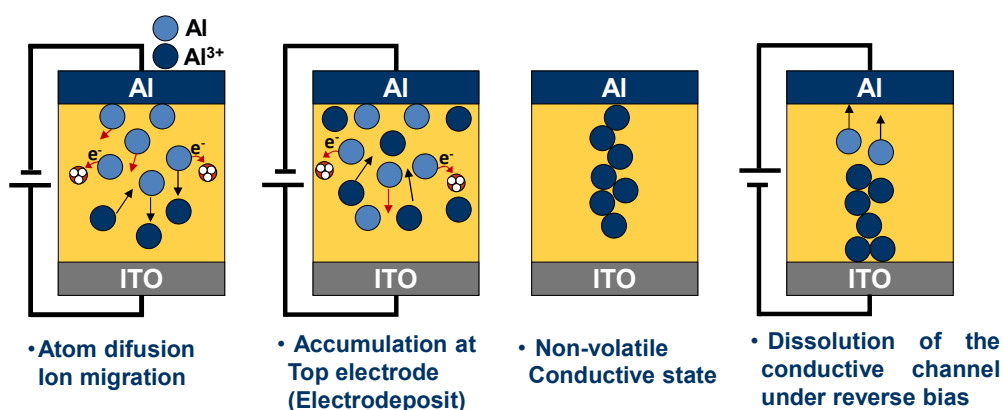 Al
Al³⁺
Al
e⁻
e⁻
ITO
• Atom difusion
Ion migration
Al
e⁻
e⁻
ITO
• Accumulation at
Top electrode
(Electrodeposit)
Al
ITO
• Non-volatile
Conductive state
Al
ITO
• Dissolution of the
conductive channel
under reverse bias